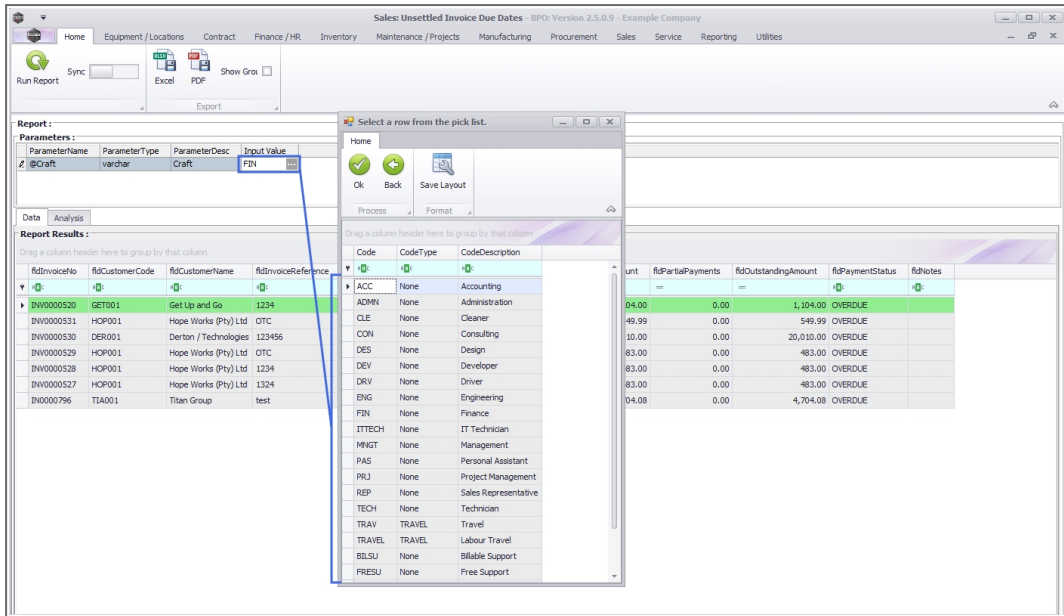 Sales: Unsettled Invoice Due Dates - BPO: Version 2.5.0.9 - Example Company
Home Equipment / Locations Contract Finance / HR Inventory Maintenance / Projects Manufacturing Procurement Sales Service Reporting Utilities
Run Report Sync Excel PDF Show Grou
Export
Report :
Parameters :
ParameterName ParameterType ParameterDesc Input Value
@Craft varchar Craft FIN
Select a row from the pick list.
Home
Ok Back Save Layout
Process Format
Drag a column header here to group by that column
Code CodeType CodeDescription
ACC None Accounting
ADMN None Administration
CLE None Cleaner
CON None Consulting
DES None Design
DEV None Developer
DRV None Driver
ENG None Engineering
FIN None Finance
ITTECH None IT Technician
MNGT None Management
PAS None Personal Assistant
PRJ None Project Management
REP None Sales Representative
TECH None Technician
TRAV TRAVEL Travel
TRAVEL TRAVEL Labour Travel
BILSU None Billable Support
FRESU None Free Support
Data Analysis
Report Results :
Drag a column header here to group by that column
fldInvoiceNo fldCustomerCode fldCustomerName fldInvoiceReference unt fldPartialPayments fldOutstandingAmount fldPaymentStatus fldNotes
= =
INV0000520 GET001 Get Up and Go 1234 04.00 0.00 1,104.00 OVERDUE
INV0000531 HOP001 Hope Works (Pty) Ltd OTC 49.99 0.00 549.99 OVERDUE
INV0000530 DER001 Derton / Technologies 123456 10.00 0.00 20,010.00 OVERDUE
INV0000529 HOP001 Hope Works (Pty) Ltd OTC 83.00 0.00 483.00 OVERDUE
INV0000528 HOP001 Hope Works (Pty) Ltd 1234 83.00 0.00 483.00 OVERDUE
INV0000527 HOP001 Hope Works (Pty) Ltd 1324 83.00 0.00 483.00 OVERDUE
IN0000796 TIA001 Titan Group test 04.08 0.00 4,704.08 OVERDUE